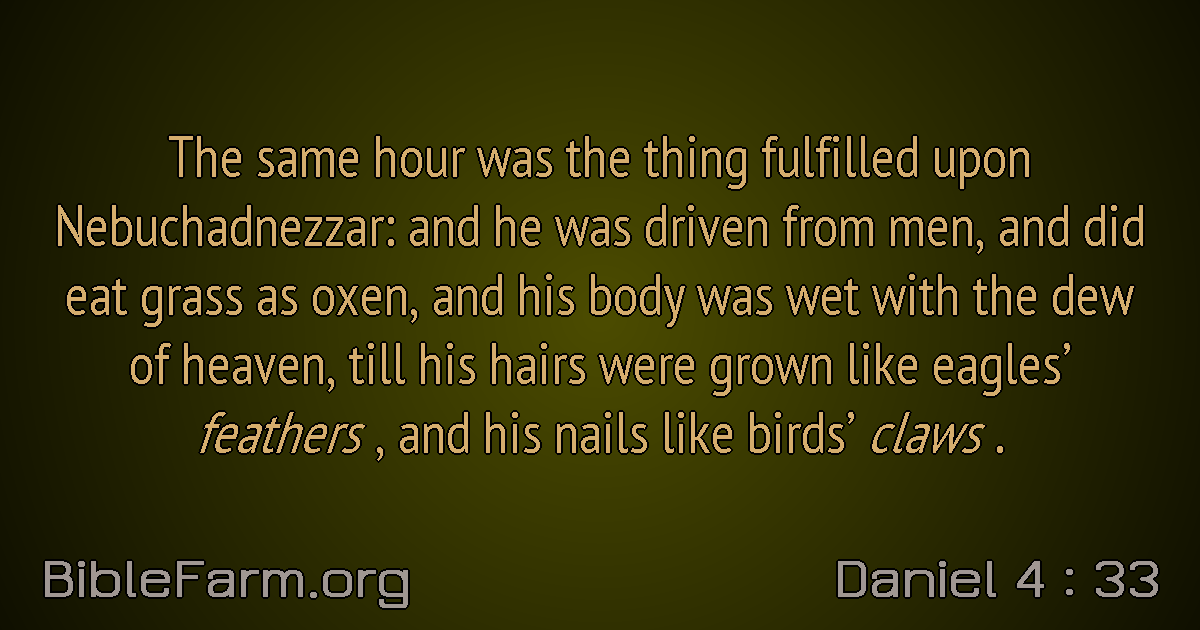 The same hour was the thing fulfilled upon
Nebuchadnezzar: and he was driven from men, and did
eat grass as oxen, and his body was wet with the dew
of heaven, till his hairs were grown like eagles’
feathers , and his nails like birds’ claws .
BibleFarm.org
Daniel 4 : 33